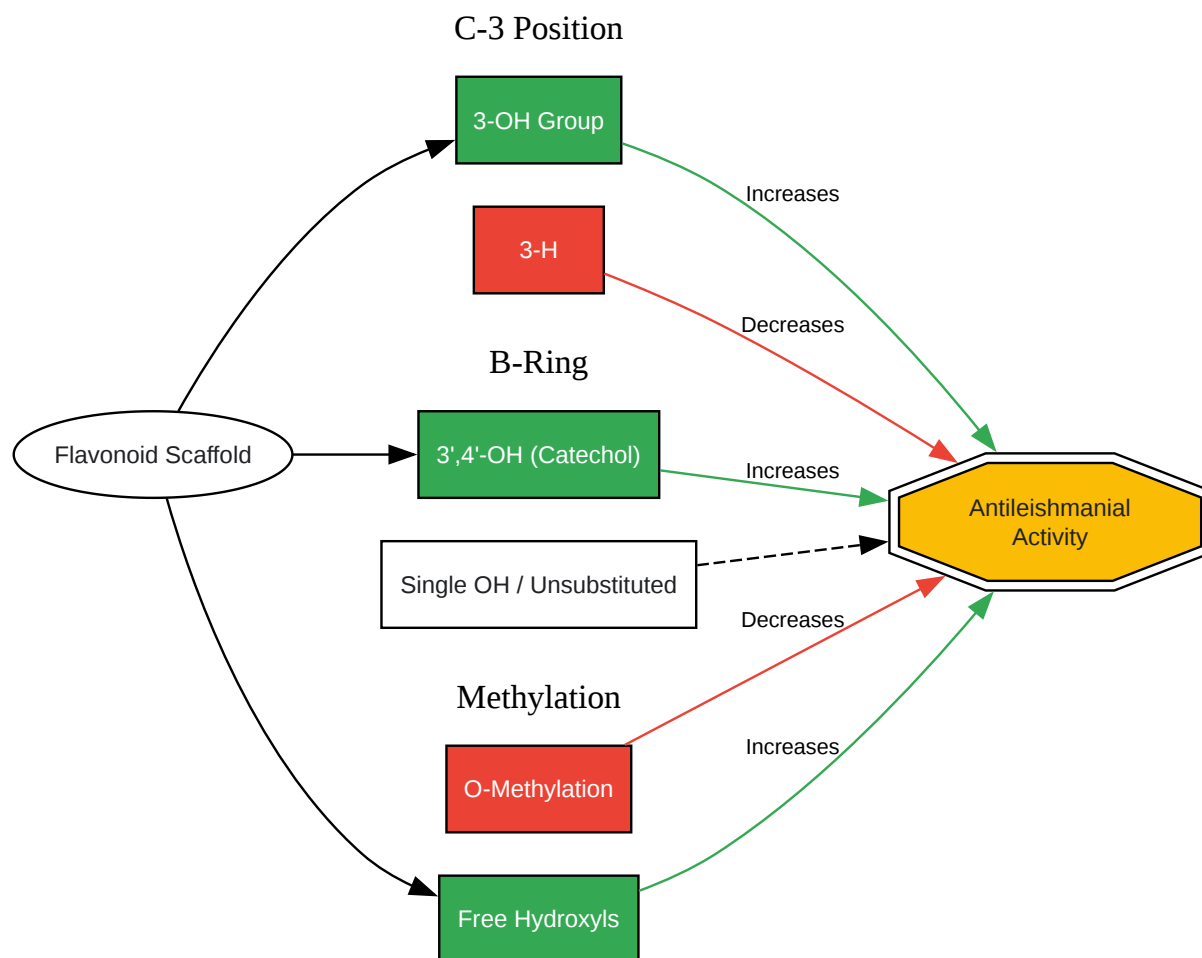 C-3 Position
3-OH Group
Increases
3-H
Decreases
B-Ring
Flavonoid Scaffold
3',4'-OH (Catechol)
Increases
Antileishmanial
Activity
Single OH / Unsubstituted
Decreases
Methylation
Increases
O-Methylation
Free Hydroxyls